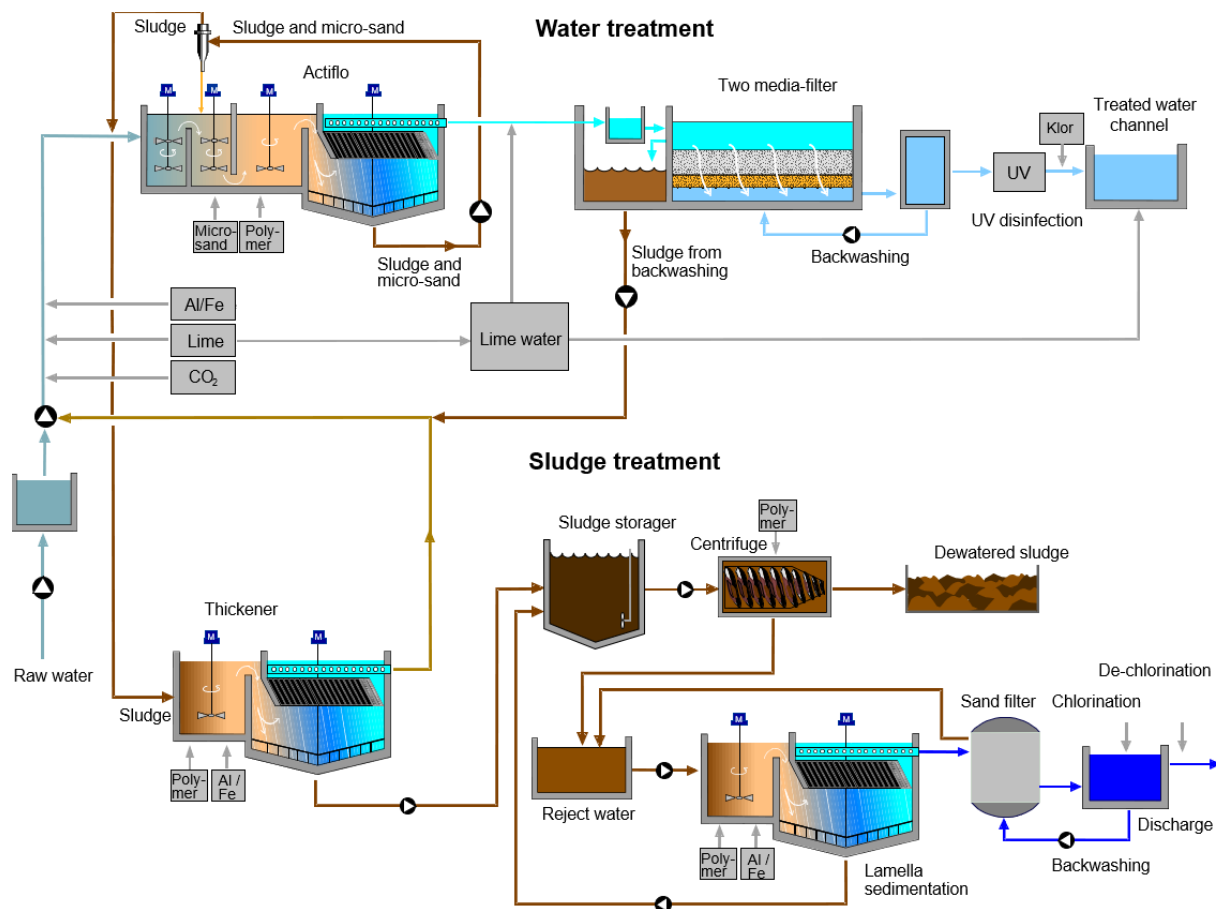 Water treatment
Sludge
Sludge and micro-sand
Actiflo
M
M
M
M
Micro-
sand
Poly-
mer
Sludge and
micro-sand
Two media-filter
Backwashing
Sludge from
backwashing
UV
UV disinfection
Klor
Treated water
channel
Al/Fe
Lime
CO2
Lime water
Raw water
Sludge treatment
Thickener
M
M
Sludge
Poly-
mer
Al /
Fe
Sludge storager
Poly-
mer
Centrifuge
Dewatered sludge
Reject water
M
M
Poly-
mer
Al /
Fe
Lamella
sedimentation
Sand filter
De-chlorination
Chlorination
Discharge
Backwashing